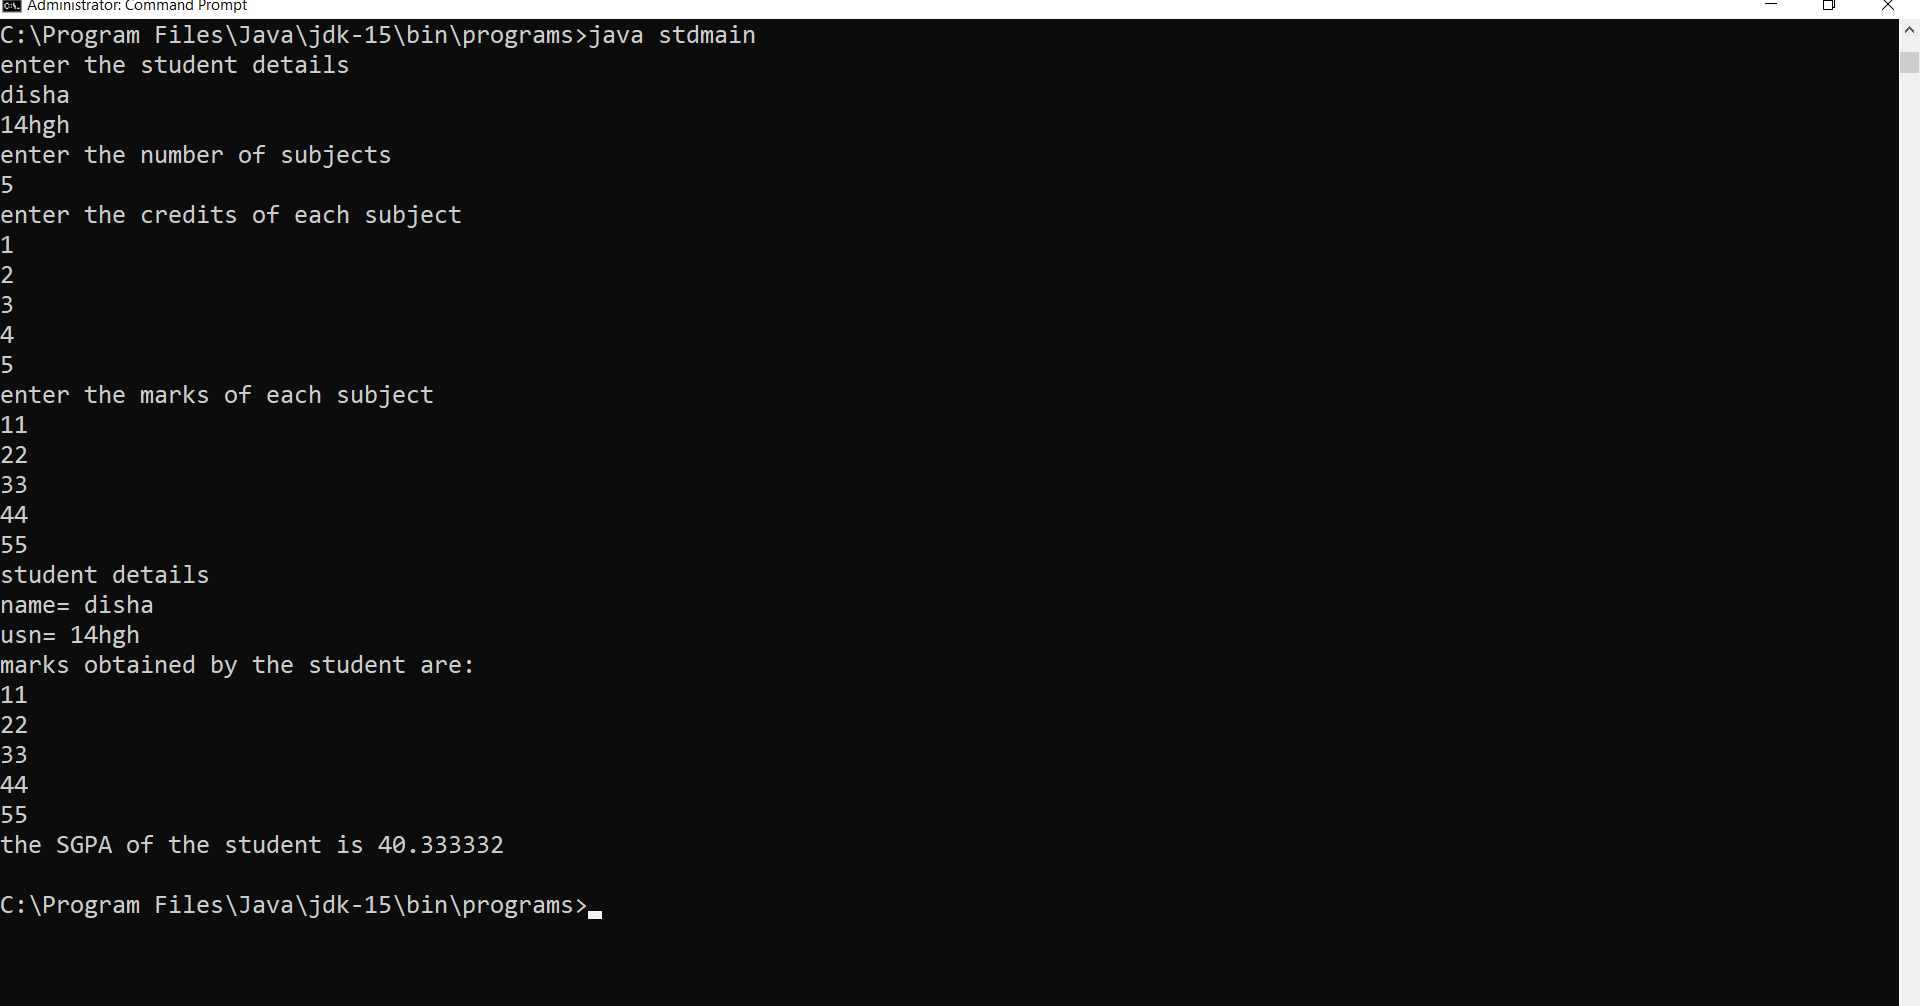 Administrator: Command Prompt
C:\Program Files\Java\jdk-15\bin\programs>java stdmain
enter the student details
disha
14hgh
enter the number of subjects
5
enter the credits of each subject
1
2
3
4
5
enter the marks of each subject
11
22
33
44
55
student details
name= disha
usn= 14hgh
marks obtained by the student are:
11
22
33
44
55
the SGPA of the student is 40.333332
C:\Program Files\Java\jdk-15\bin\programs>